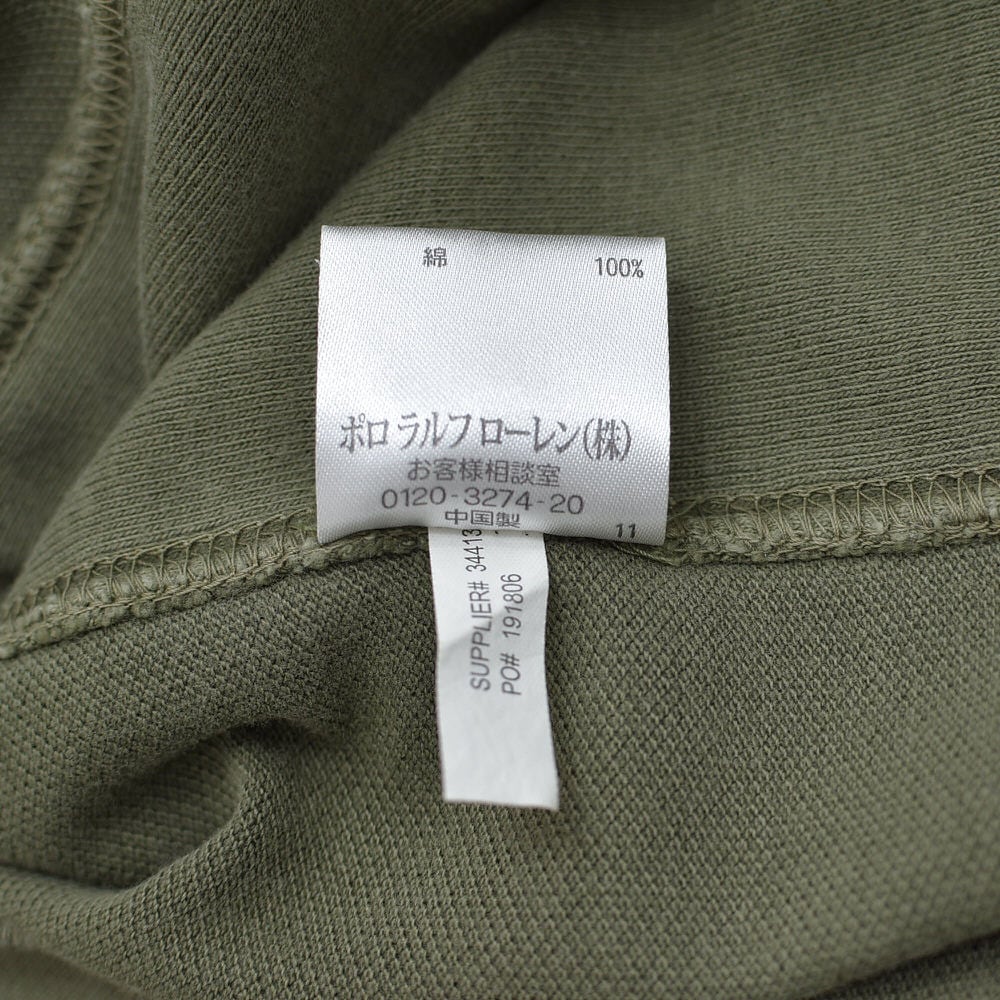 綿 100%
ポロ ラルフ ローレン(株)
お客様相談室
0120-3274-20
中国製
11
SUPPLIER# 34413
PO# 191806